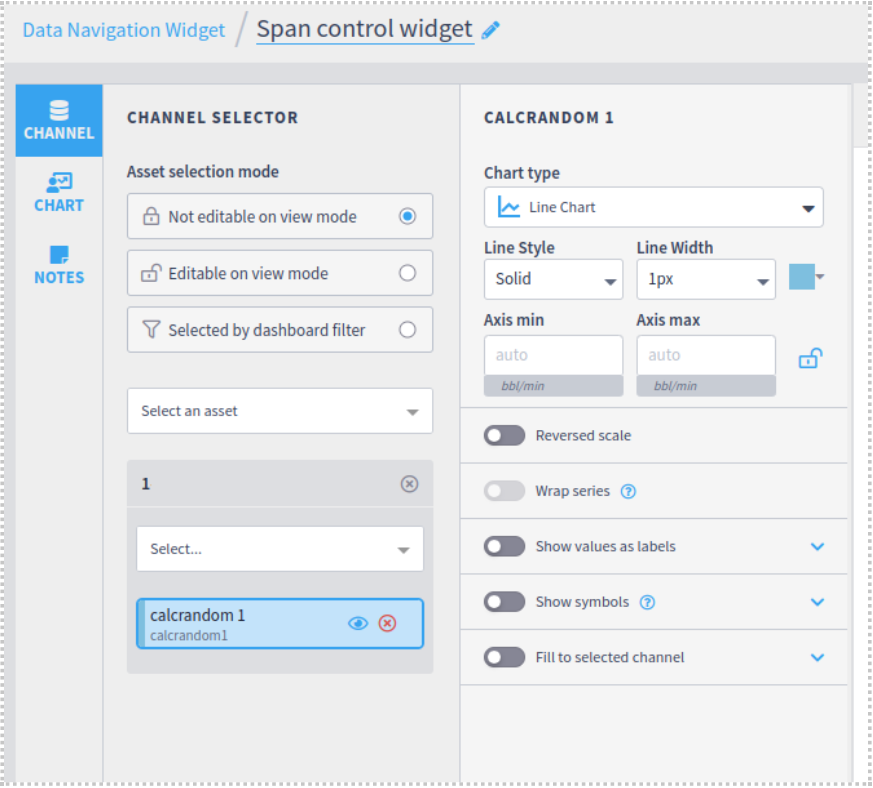 Data Navigation Widget / Span control widget
CHANNEL
CHART
NOTES
CHANNEL SELECTOR
Asset selection mode
Not editable on view mode
Editable on view mode
Selected by dashboard filter
Select an asset
1
Select...
calcrandom 1
calcrandom1
CALCRANDOM 1
Chart type
Line Chart
Line Style Line Width
Solid 1px
Axis min Axis max
auto auto
bbl/min bbl/min
Reversed scale
Wrap series ?
Show values as labels
Show symbols ?
Fill to selected channel